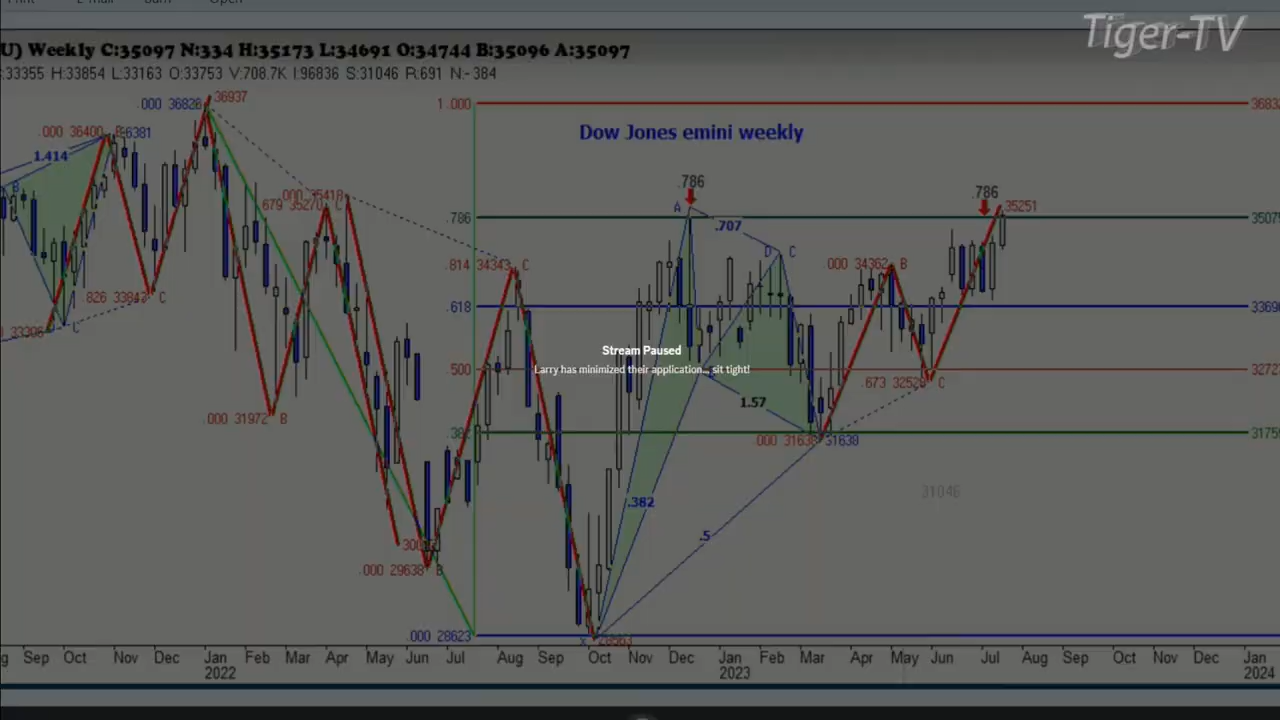 Tiger-TV
U) Weekly C:35097 N:334 H:35173 L:34691 O:34744 B:35096 A:35097
:33355 H:33854 L:33163 O:33753 V:708.7K I:96836 S:31046 R:691 N:-384
Dow Jones emini weekly
1.000
.786
.618
.500
.382
.000 28623
.000 36400
36381
1.414
B
.000 36826
36937
826 33843 C
.000 31972 B
679 35270
.000 35418
C
.000 29638 B
.814 34343 C
X 28563
.786
A
.707
D C
.382
.5
1.57
.000 31638
31638
.000 34362 B
.673 32520 C
.786
35251
31046
Stream Paused
Larry has minimized their application... sit tight!
Sep Oct Nov Dec Jan Feb Mar Apr May Jun Jul Aug Sep Oct Nov Dec Jan Feb Mar Apr May Jun Jul Aug Sep Oct Nov Dec Jan
2022 2023 2024